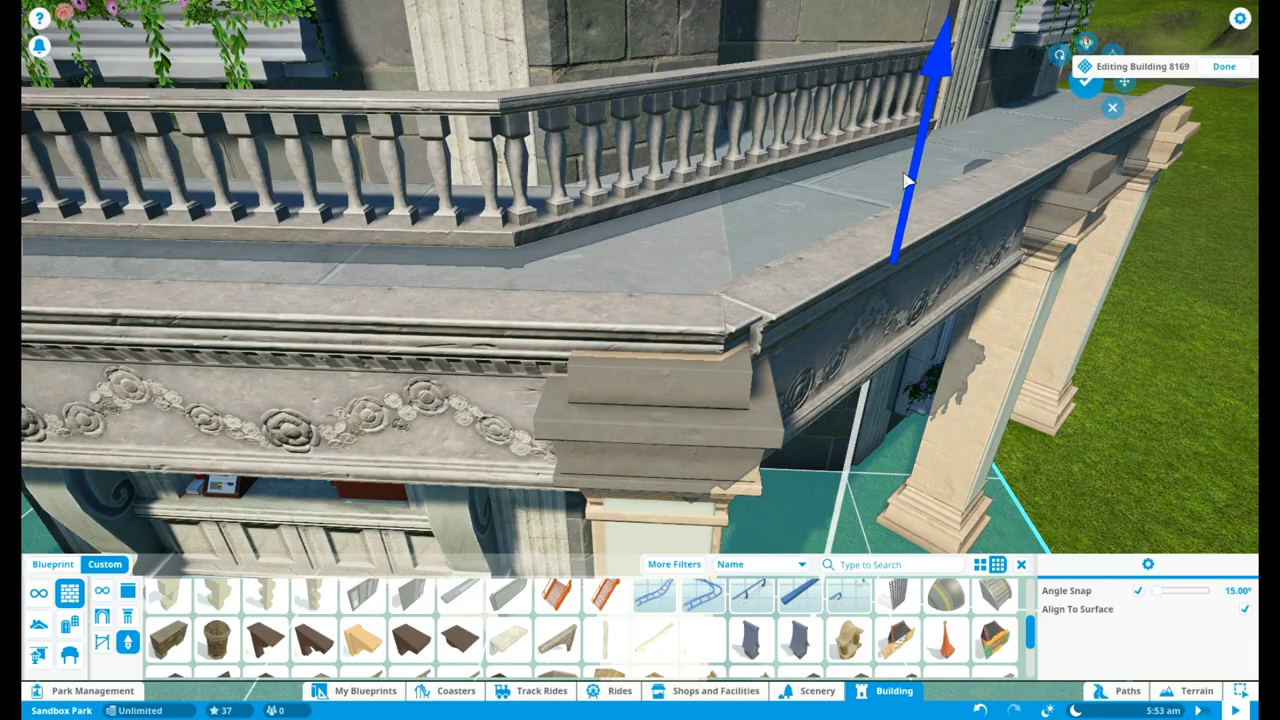 ?
Editing Building 8169 Done
Blueprint Custom More Filters Name Type to Search
Angle Snap 15.00°
Align To Surface
Park Management My Blueprints Coasters Track Rides Rides Shops and Facilities Scenery Building Paths Terrain
Sandbox Park Unlimited 37 0 5:53 am